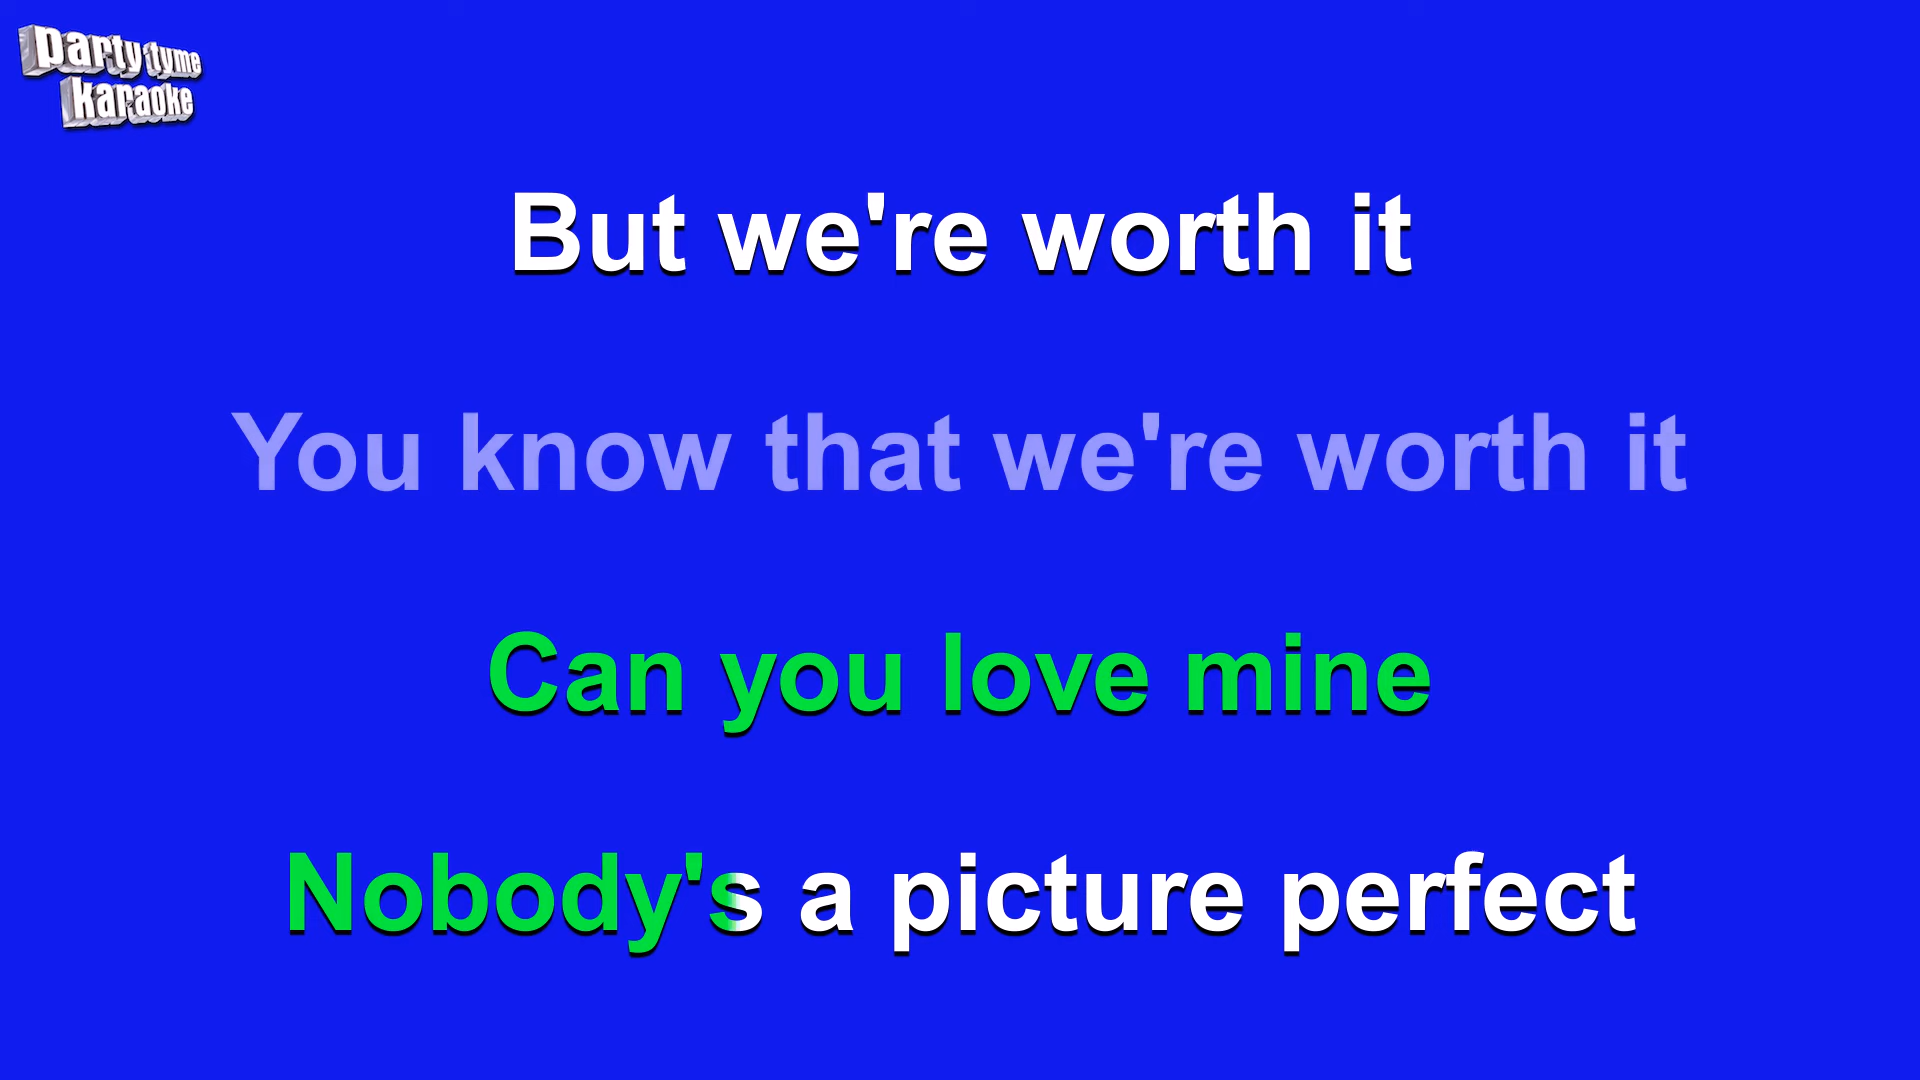 party tyme
karaoke
But we're worth it
You know that we're worth it
Can you love mine
Nobody's a picture perfect